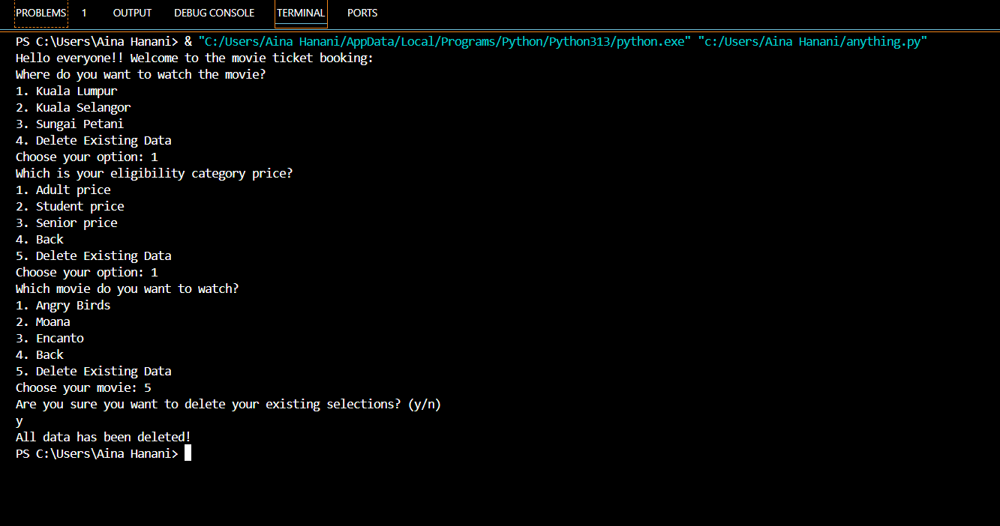 PROBLEMS 1 OUTPUT DEBUG CONSOLE TERMINAL PORTS
PS C:\Users\Aina Hanani> & "C:/Users/Aina Hanani/AppData/Local/Programs/Python/Python313/python.exe" "c:/Users/Aina Hanani/anything.py"
Hello everyone!! Welcome to the movie ticket booking:
Where do you want to watch the movie?
1. Kuala Lumpur
2. Kuala Selangor
3. Sungai Petani
4. Delete Existing Data
Choose your option: 1
Which is your eligibility category price?
1. Adult price
2. Student price
3. Senior price
4. Back
5. Delete Existing Data
Choose your option: 1
Which movie do you want to watch?
1. Angry Birds
2. Moana
3. Encanto
4. Back
5. Delete Existing Data
Choose your movie: 5
Are you sure you want to delete your existing selections? (y/n)
y
All data has been deleted!
PS C:\Users\Aina Hanani>